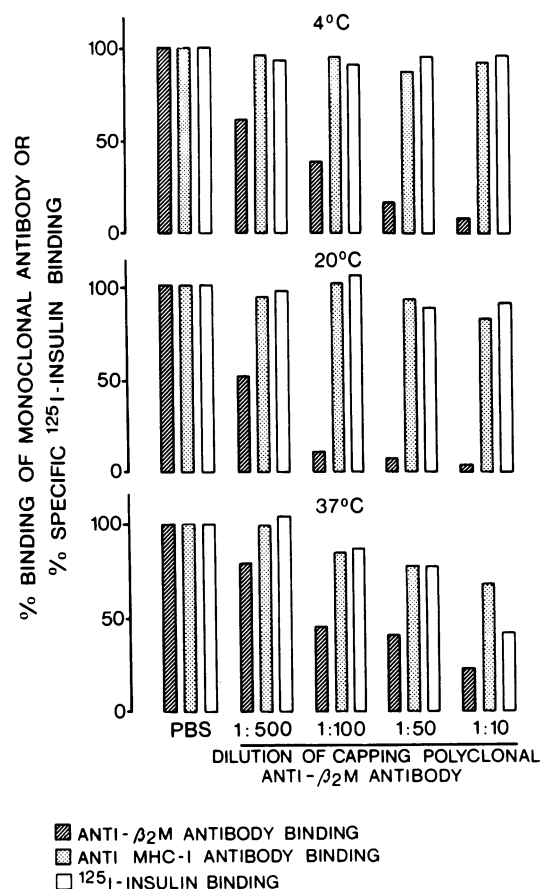 % BINDING OF MONOCLONAL ANTIBODY OR
% SPECIFIC ¹²⁵I-INSULIN BINDING
4°C
100
50
0
20°C
100
50
0
37°C
100
50
0
PBS 1:500 1:100 1:50 1:10
DILUTION OF CAPPING POLYCLONAL
ANTI-β₂M ANTIBODY
ANTI-β₂M ANTIBODY BINDING
ANTI MHC-I ANTIBODY BINDING
¹²⁵I-INSULIN BINDING